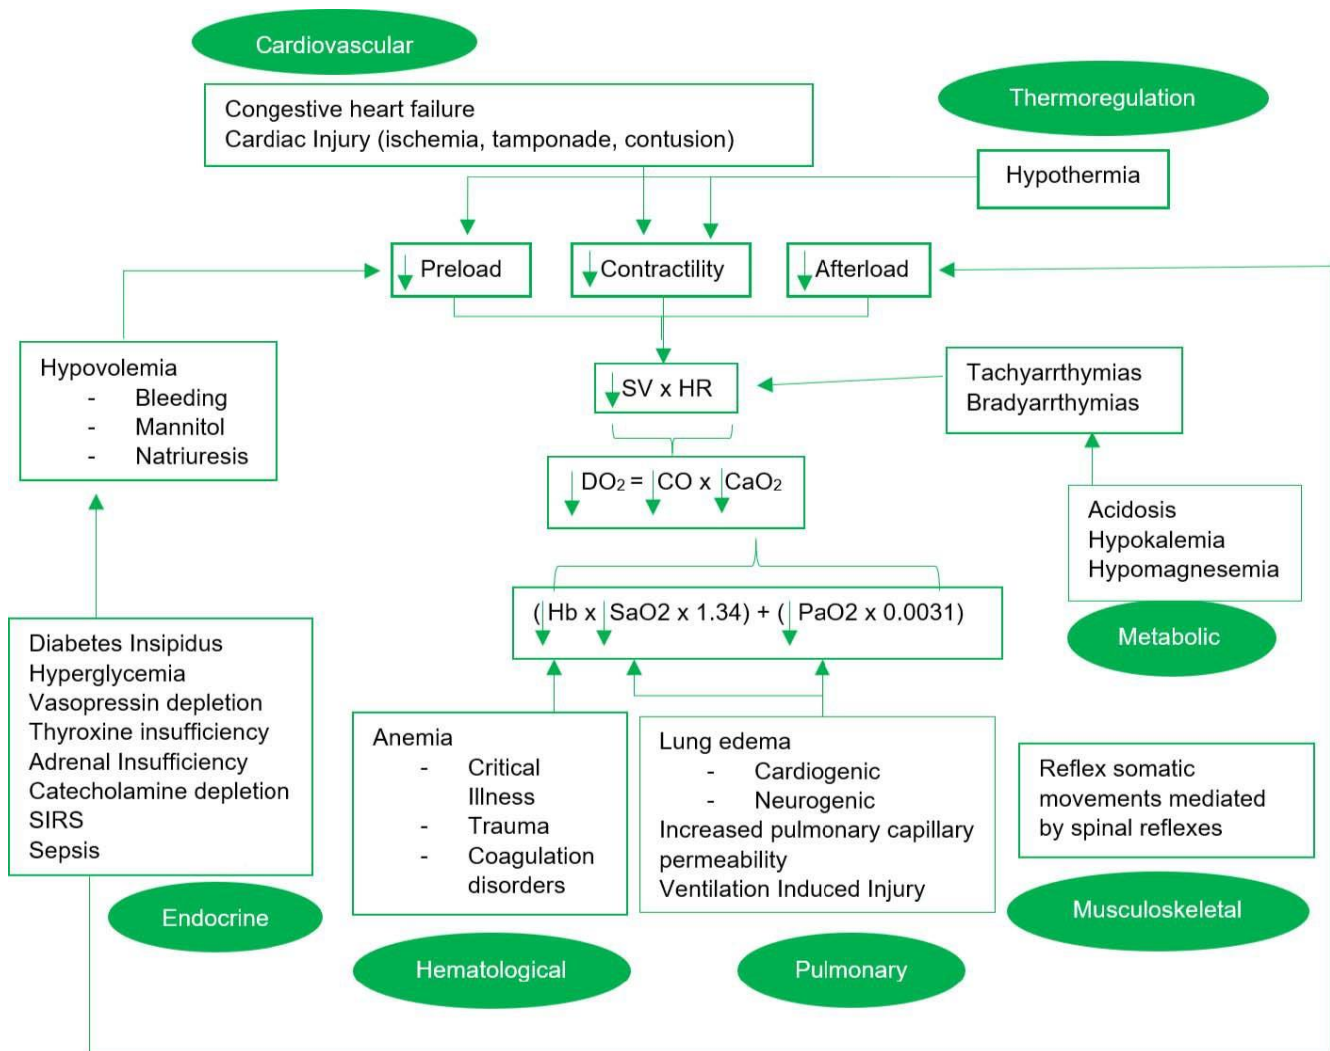 Cardiovascular
Congestive heart failure
Cardiac Injury (ischemia, tamponade, contusion)
Thermoregulation
Hypothermia
Preload
Contractility
Afterload
Hypovolemia
- Bleeding
- Mannitol
- Natriuresis
SV x HR
Tachyarrthymias
Bradyarrthymias
DO₂ = CO x CaO₂
Acidosis
Hypokalemia
Hypomagnesemia
Metabolic
( Hb x SaO2 x 1.34) + ( PaO2 x 0.0031)
Diabetes Insipidus
Hyperglycemia
Vasopressin depletion
Thyroxine insufficiency
Adrenal Insufficiency
Catecholamine depletion
SIRS
Sepsis
Endocrine
Anemia
- Critical
Illness
- Trauma
- Coagulation
disorders
Hematological
Lung edema
- Cardiogenic
- Neurogenic
Increased pulmonary capillary
permeability
Ventilation Induced Injury
Pulmonary
Reflex somatic
movements mediated
by spinal reflexes
Musculoskeletal